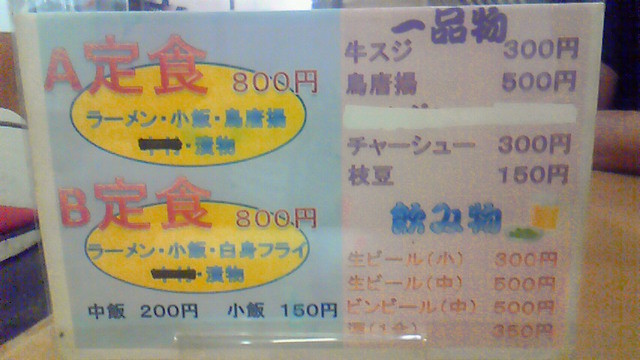 A定食 800円
ラーメン・小飯・鳥唐揚
・漬物
B定食 800円
ラーメン・小飯・白身フライ
・漬物
中飯 200円 小飯 150円
一品物
牛スジ 300円
鳥唐揚 500円
チャーシュー 300円
枝豆 150円
飲み物
生ビール(小) 300円
生ビール(中) 500円
ビンビール(中) 500円
酒(1合) 350円